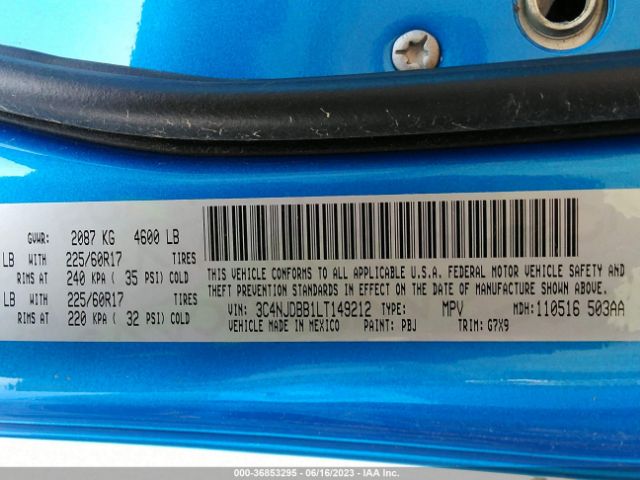 GVWR: 2087 KG 4600 LB
LB WITH 225/60R17 TIRES
RIMS AT 240 KPA ( 35 PSI) COLD
LB WITH 225/60R17 TIRES
RIMS AT 220 KPA ( 32 PSI) COLD
THIS VEHICLE CONFORMS TO ALL APPLICABLE U.S.A. FEDERAL MOTOR VEHICLE SAFETY AND
THEFT PREVENTION STANDARDS IN EFFECT ON THE DATE OF MANUFACTURE SHOWN ABOVE.
VIN: 3C4NJDBB1LT149212 TYPE: MPV MDH: 110516 503AA
VEHICLE MADE IN MEXICO PAINT: PBJ TRIM: G7X9
000-36853295 - 06/16/2023 - IAA Inc.